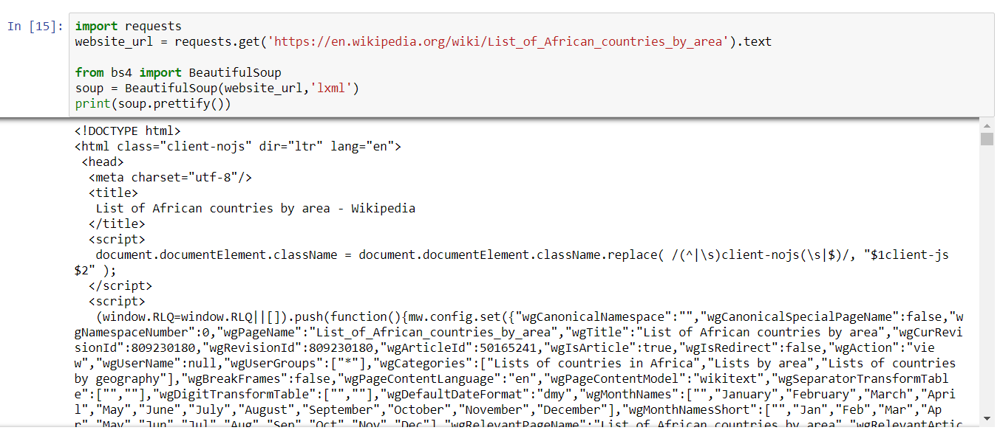 In [15]: import requests
website_url = requests.get('https://en.wikipedia.org/wiki/List_of_African_countries_by_area').text
from bs4 import BeautifulSoup
soup = BeautifulSoup(website_url,'lxml')
print(soup.prettify())
<!DOCTYPE html>
<html class="client-nojs" dir="ltr" lang="en">
<head>
<meta charset="utf-8"/>
<title>
List of African countries by area - Wikipedia
</title>
<script>
document.documentElement.className = document.documentElement.className.replace( /(^|\s)client-nojs(\s|$)/, "$1client-js
$2" );
</script>
<script>
(window.RLQ=window.RLQ||[]).push(function(){mw.config.set({"wgCanonicalNamespace":"","wgCanonicalSpecialPageName":false,"w
gNamespaceNumber":0,"wgPageName":"List_of_African_countries_by_area","wgTitle":"List of African countries by area","wgCurRevi
sionId":809230180,"wgRevisionId":809230180,"wgArticleId":50165241,"wgIsArticle":true,"wgIsRedirect":false,"wgAction":"vie
w","wgUserName":null,"wgUserGroups":["*"],"wgCategories":["Lists of countries in Africa","Lists by area","Lists of countries
by geography"],"wgBreakFrames":false,"wgPageContentLanguage":"en","wgPageContentModel":"wikitext","wgSeparatorTransformTabl
e":["",""],"wgDigitTransformTable":["",""],"wgDefaultDateFormat":"dmy","wgMonthNames":["","January","February","March","Apri
l","May","June","July","August","September","October","November","December"],"wgMonthNamesShort":["","Jan","Feb","Mar","Ap
r","May","Jun","Jul","Aug","Sep","Oct","Nov","Dec"],"wgRelevantPageName":"List_of_African_countries_by_area","wgRelevantArtic